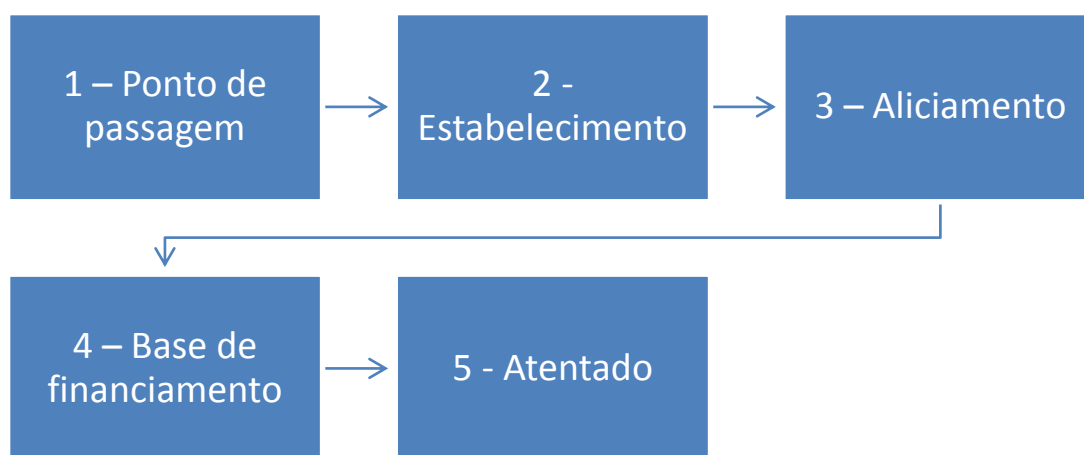 1 – Ponto de
passagem
2 -
Estabelecimento
3 – Aliciamento
4 – Base de
financiamento
5 - Atentado